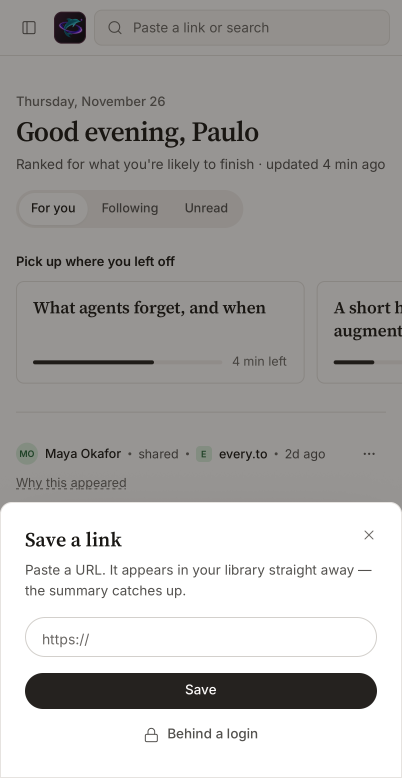 Paste a link or search
Thursday, November 26
Good evening, Paulo
Ranked for what you're likely to finish · updated 4 min ago
For you
Following
Unread
Pick up where you left off
What agents forget, and when
4 min left
A short h
augment
MO Maya Okafor • shared • E every.to • 2d ago
Why this appeared
Save a link
Paste a URL. It appears in your library straight away —
the summary catches up.
https://
Save
Behind a login